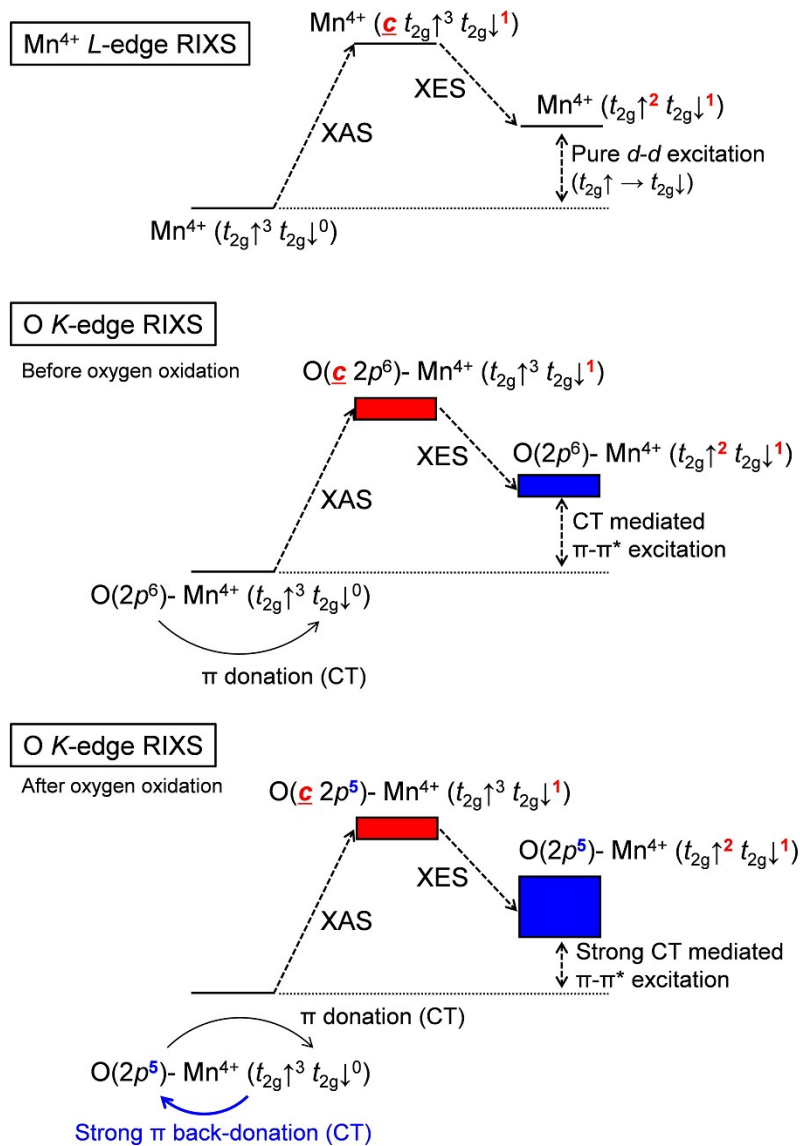 Mn4+ L-edge RIXS
Mn4+ (c t2g↑3 t2g↓1)
XAS
XES
Mn4+ (t2g↑2 t2g↓1)
Pure d-d excitation
(t2g↑ → t2g↓)
Mn4+ (t2g↑3 t2g↓0)
O K-edge RIXS
Before oxygen oxidation
O(c 2p6)- Mn4+ (t2g↑3 t2g↓1)
XAS
XES
O(2p6)- Mn4+ (t2g↑2 t2g↓1)
CT mediated
π-π* excitation
O(2p6)- Mn4+ (t2g↑3 t2g↓0)
π donation (CT)
O K-edge RIXS
After oxygen oxidation
O(c 2p5)- Mn4+ (t2g↑3 t2g↓1)
XAS
XES
O(2p5)- Mn4+ (t2g↑2 t2g↓1)
Strong CT mediated
π-π* excitation
π donation (CT)
O(2p5)- Mn4+ (t2g↑3 t2g↓0)
Strong π back-donation (CT)